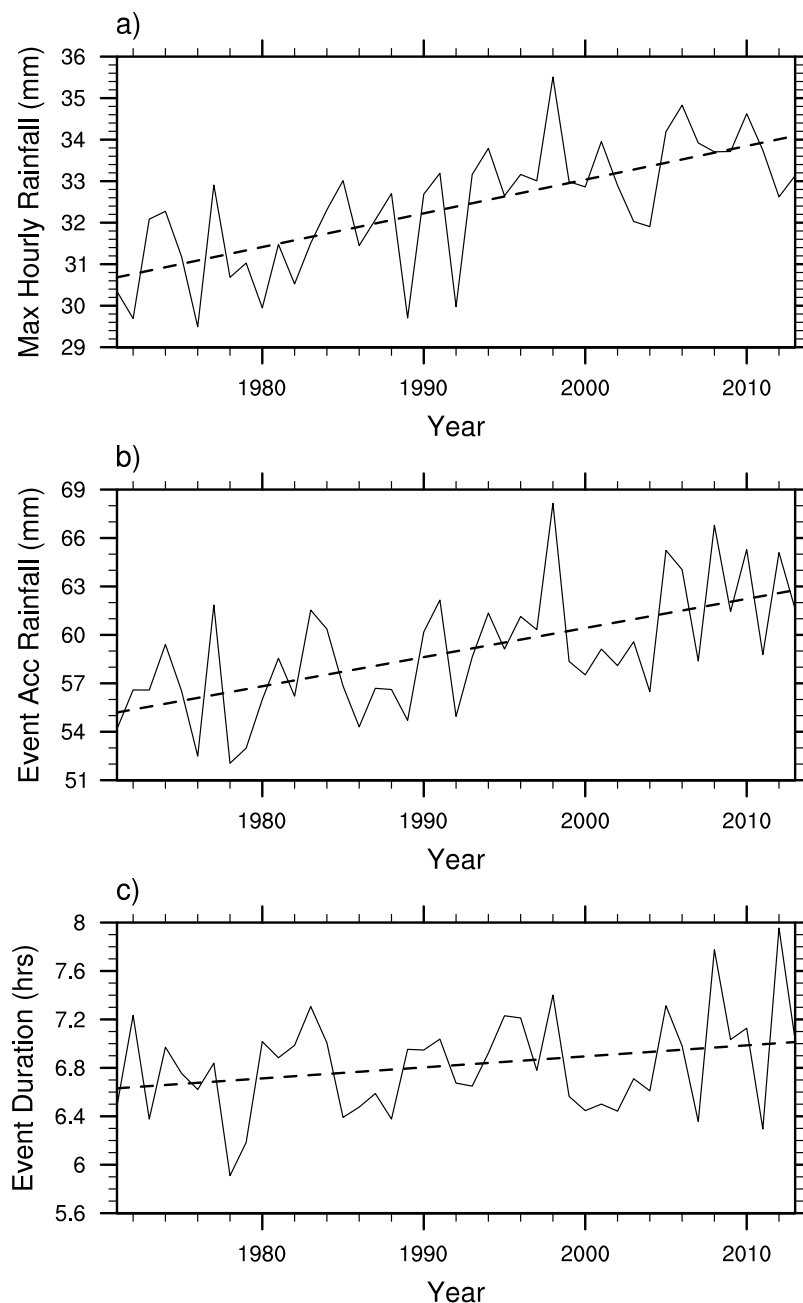 a)
Max Hourly Rainfall (mm)
36
35
34
33
32
31
30
29
1980 1990 2000 2010
Year
b)
Event Acc Rainfall (mm)
69
66
63
60
57
54
51
1980 1990 2000 2010
Year
c)
Event Duration (hrs)
8
7.6
7.2
6.8
6.4
6
5.6
1980 1990 2000 2010
Year